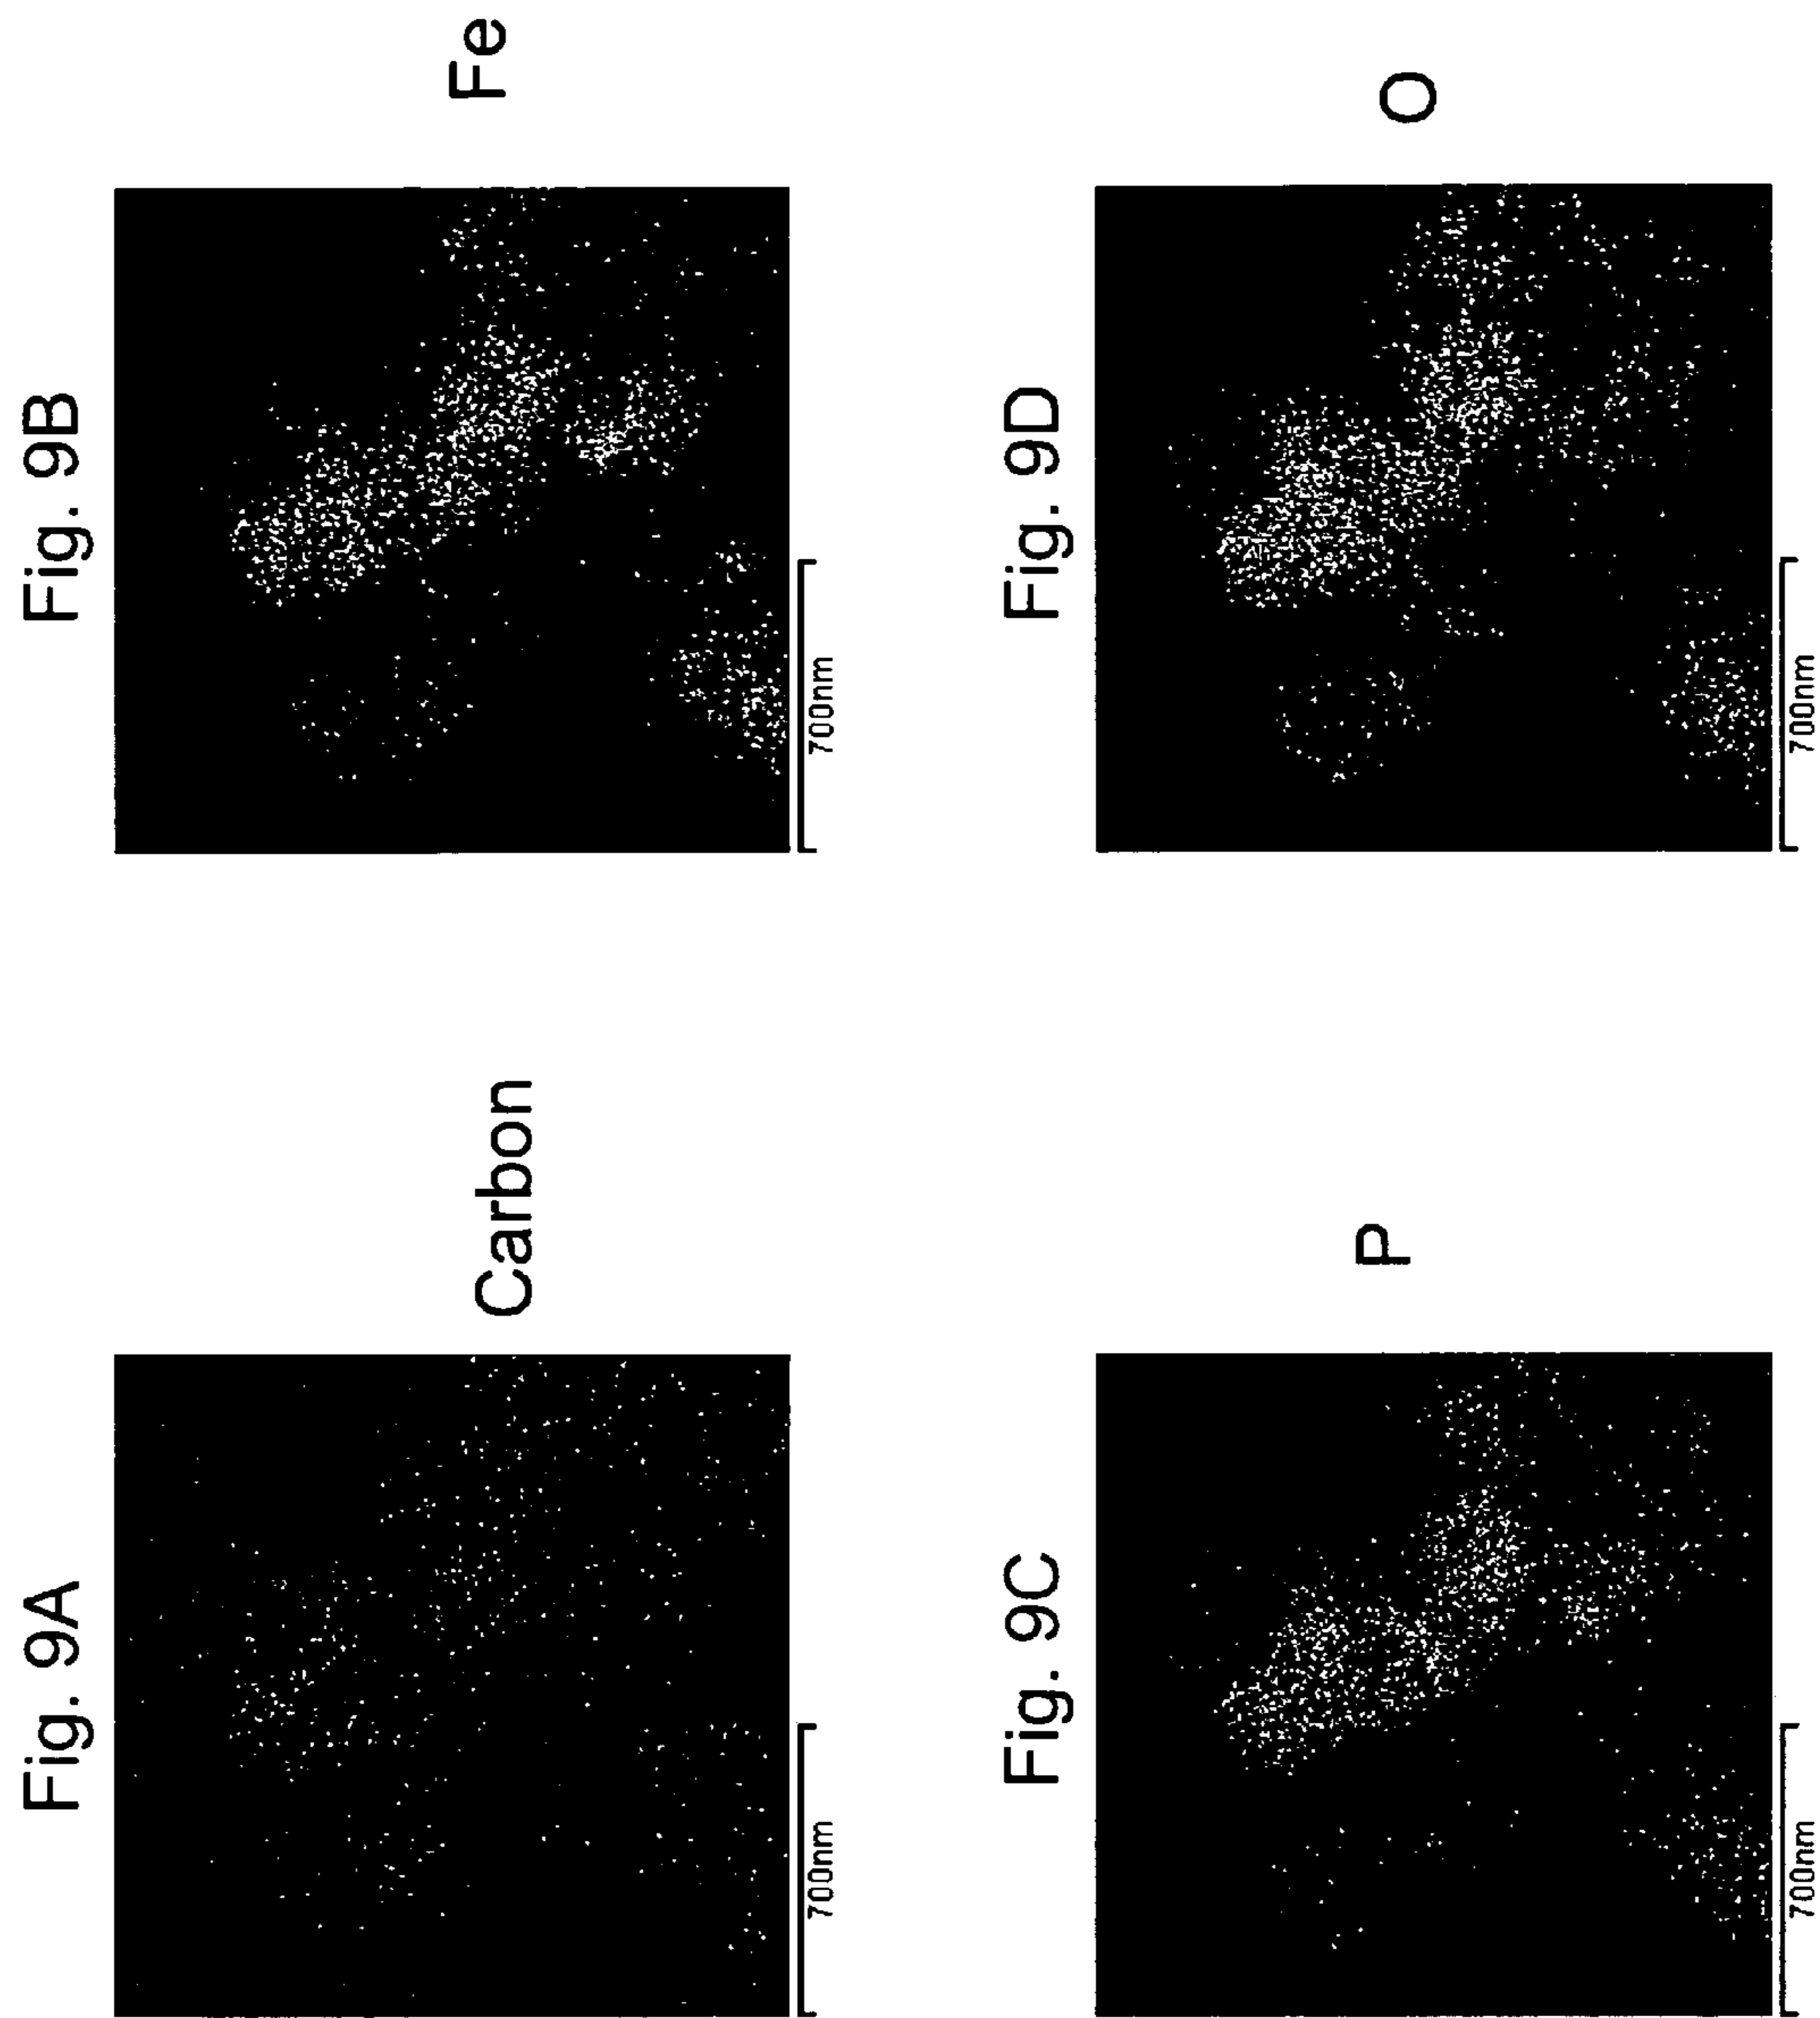 Fig. 9A
Carbon
700nm
Fig. 9B
Fe
700nm
Fig. 9C
P
700nm
Fig. 9D
O
700nm